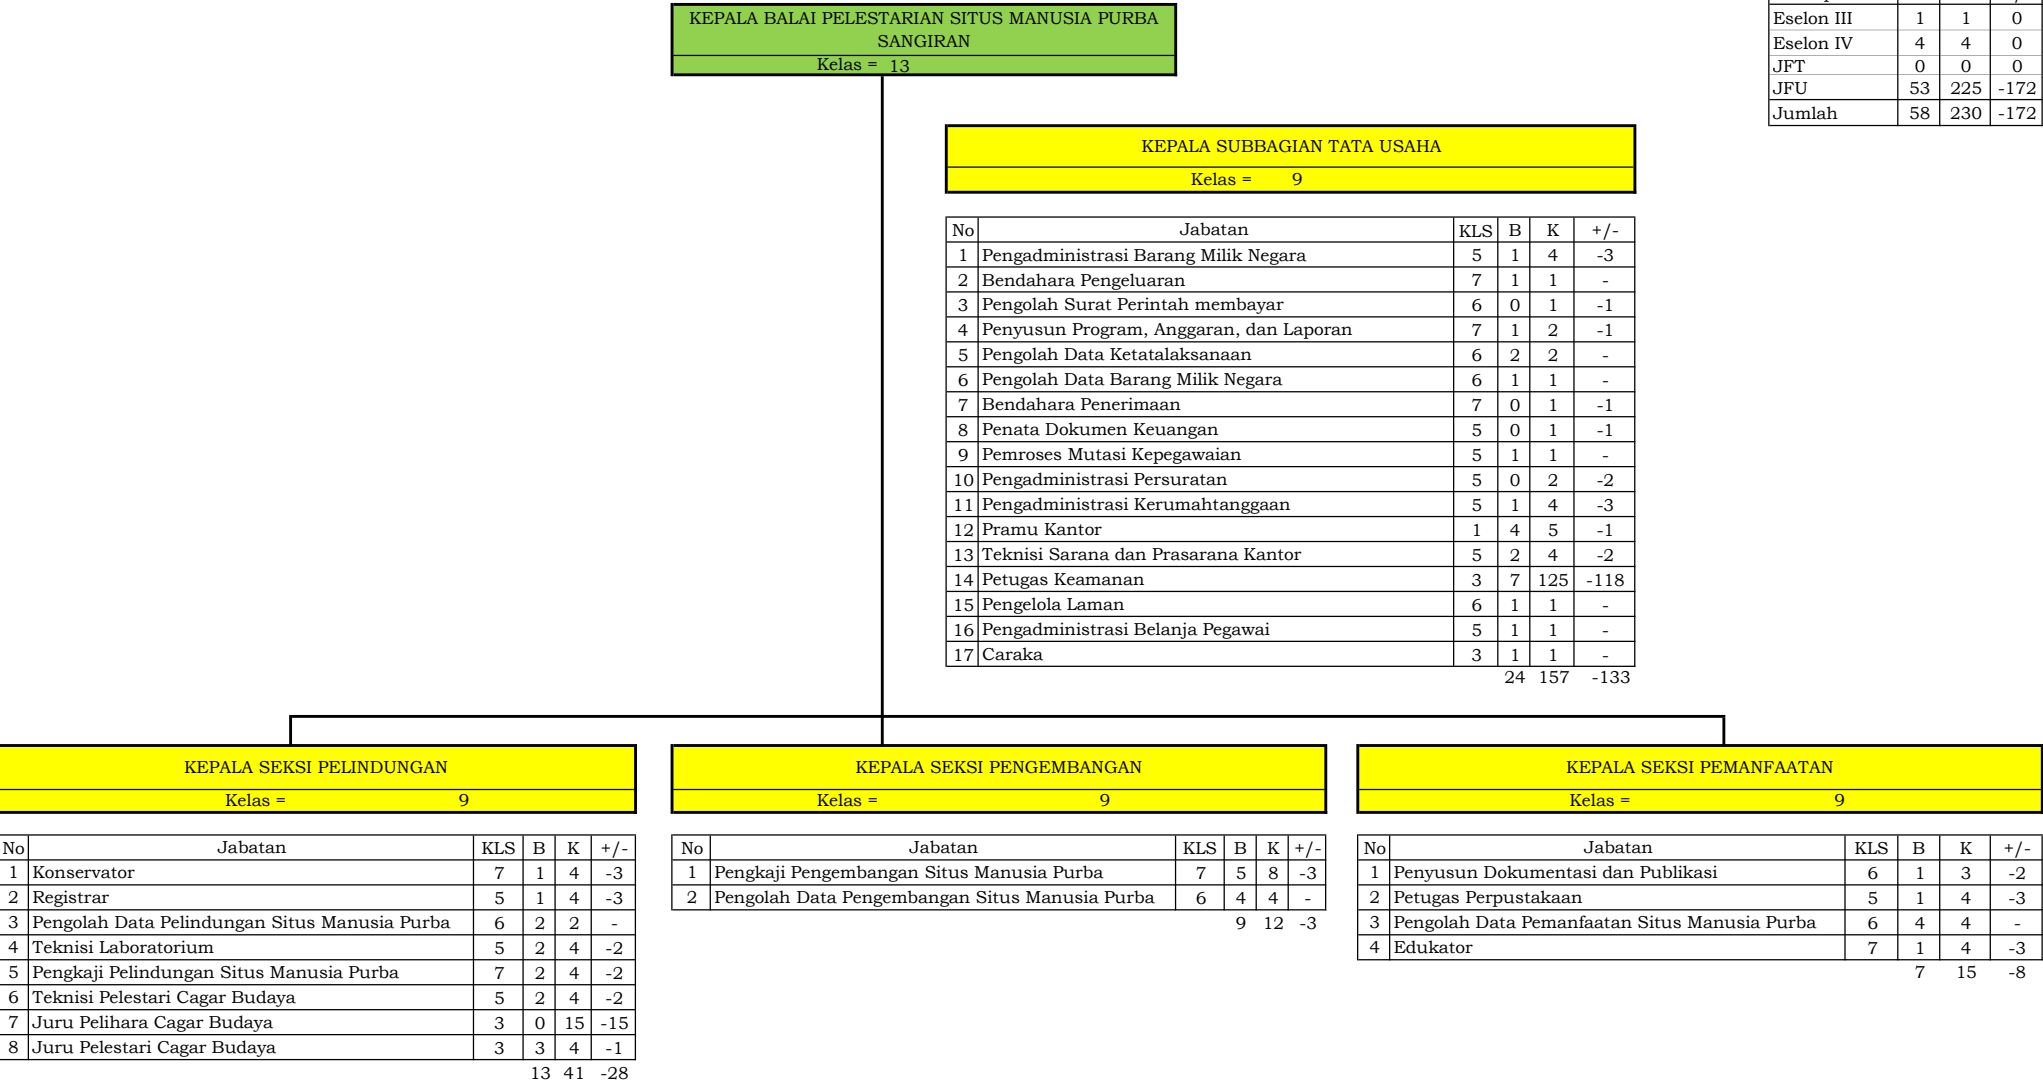 KEPALA BALAI PELESTARIAN SITUS MANUSIA PURBA
SANGIRAN
Kelas = 13
Eselon III 1 1 0
Eselon IV 4 4 0
JFT 0 0 0
JFU 53 225 -172
Jumlah 58 230 -172
KEPALA SUBBAGIAN TATA USAHA
Kelas = 9
No Jabatan KLS B K +/-
1 Pengadministrasi Barang Milik Negara 5 1 4 -3
2 Bendahara Pengeluaran 7 1 1 -
3 Pengolah Surat Perintah membayar 6 0 1 -1
4 Penyusun Program, Anggaran, dan Laporan 7 1 2 -1
5 Pengolah Data Ketatalaksanaan 6 2 2 -
6 Pengolah Data Barang Milik Negara 6 1 1 -
7 Bendahara Penerimaan 7 0 1 -1
8 Penata Dokumen Keuangan 5 0 1 -1
9 Pemroses Mutasi Kepegawaian 5 1 1 -
10 Pengadministrasi Persuratan 5 0 2 -2
11 Pengadministrasi Kerumahtanggaan 5 1 4 -3
12 Pramu Kantor 1 4 5 -1
13 Teknisi Sarana dan Prasarana Kantor 5 2 4 -2
14 Petugas Keamanan 3 7 125 -118
15 Pengelola Laman 6 1 1 -
16 Pengadministrasi Belanja Pegawai 5 1 1 -
17 Caraka 3 1 1 -
24 157 -133
KEPALA SEKSI PELINDUNGAN
Kelas = 9
No Jabatan KLS B K +/-
1 Konservator 7 1 4 -3
2 Registrar 5 1 4 -3
3 Pengolah Data Pelindungan Situs Manusia Purba 6 2 2 -
4 Teknisi Laboratorium 5 2 4 -2
5 Pengkaji Pelindungan Situs Manusia Purba 7 2 4 -2
6 Teknisi Pelestari Cagar Budaya 5 2 4 -2
7 Juru Pelihara Cagar Budaya 3 0 15 -15
8 Juru Pelestari Cagar Budaya 3 3 4 -1
13 41 -28
KEPALA SEKSI PENGEMBANGAN
Kelas = 9
No Jabatan KLS B K +/-
1 Pengkaji Pengembangan Situs Manusia Purba 7 5 8 -3
2 Pengolah Data Pengembangan Situs Manusia Purba 6 4 4 -
9 12 -3
KEPALA SEKSI PEMANFAATAN
Kelas = 9
No Jabatan KLS B K +/-
1 Penyusun Dokumentasi dan Publikasi 6 1 3 -2
2 Petugas Perpustakaan 5 1 4 -3
3 Pengolah Data Pemanfaatan Situs Manusia Purba 6 4 4 -
4 Edukator 7 1 4 -3
7 15 -8